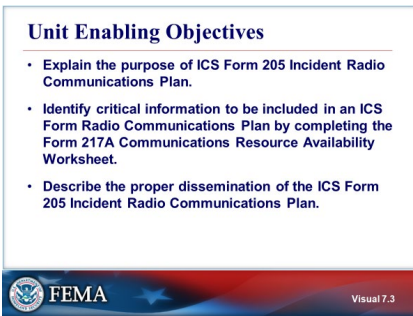 Unit Enabling Objectives
• Explain the purpose of ICS Form 205 Incident Radio
Communications Plan.
• Identify critical information to be included in an ICS
Form Radio Communications Plan by completing the
Form 217A Communications Resource Availability
Worksheet.
• Describe the proper dissemination of the ICS Form
205 Incident Radio Communications Plan.
FEMA
Visual 7.3